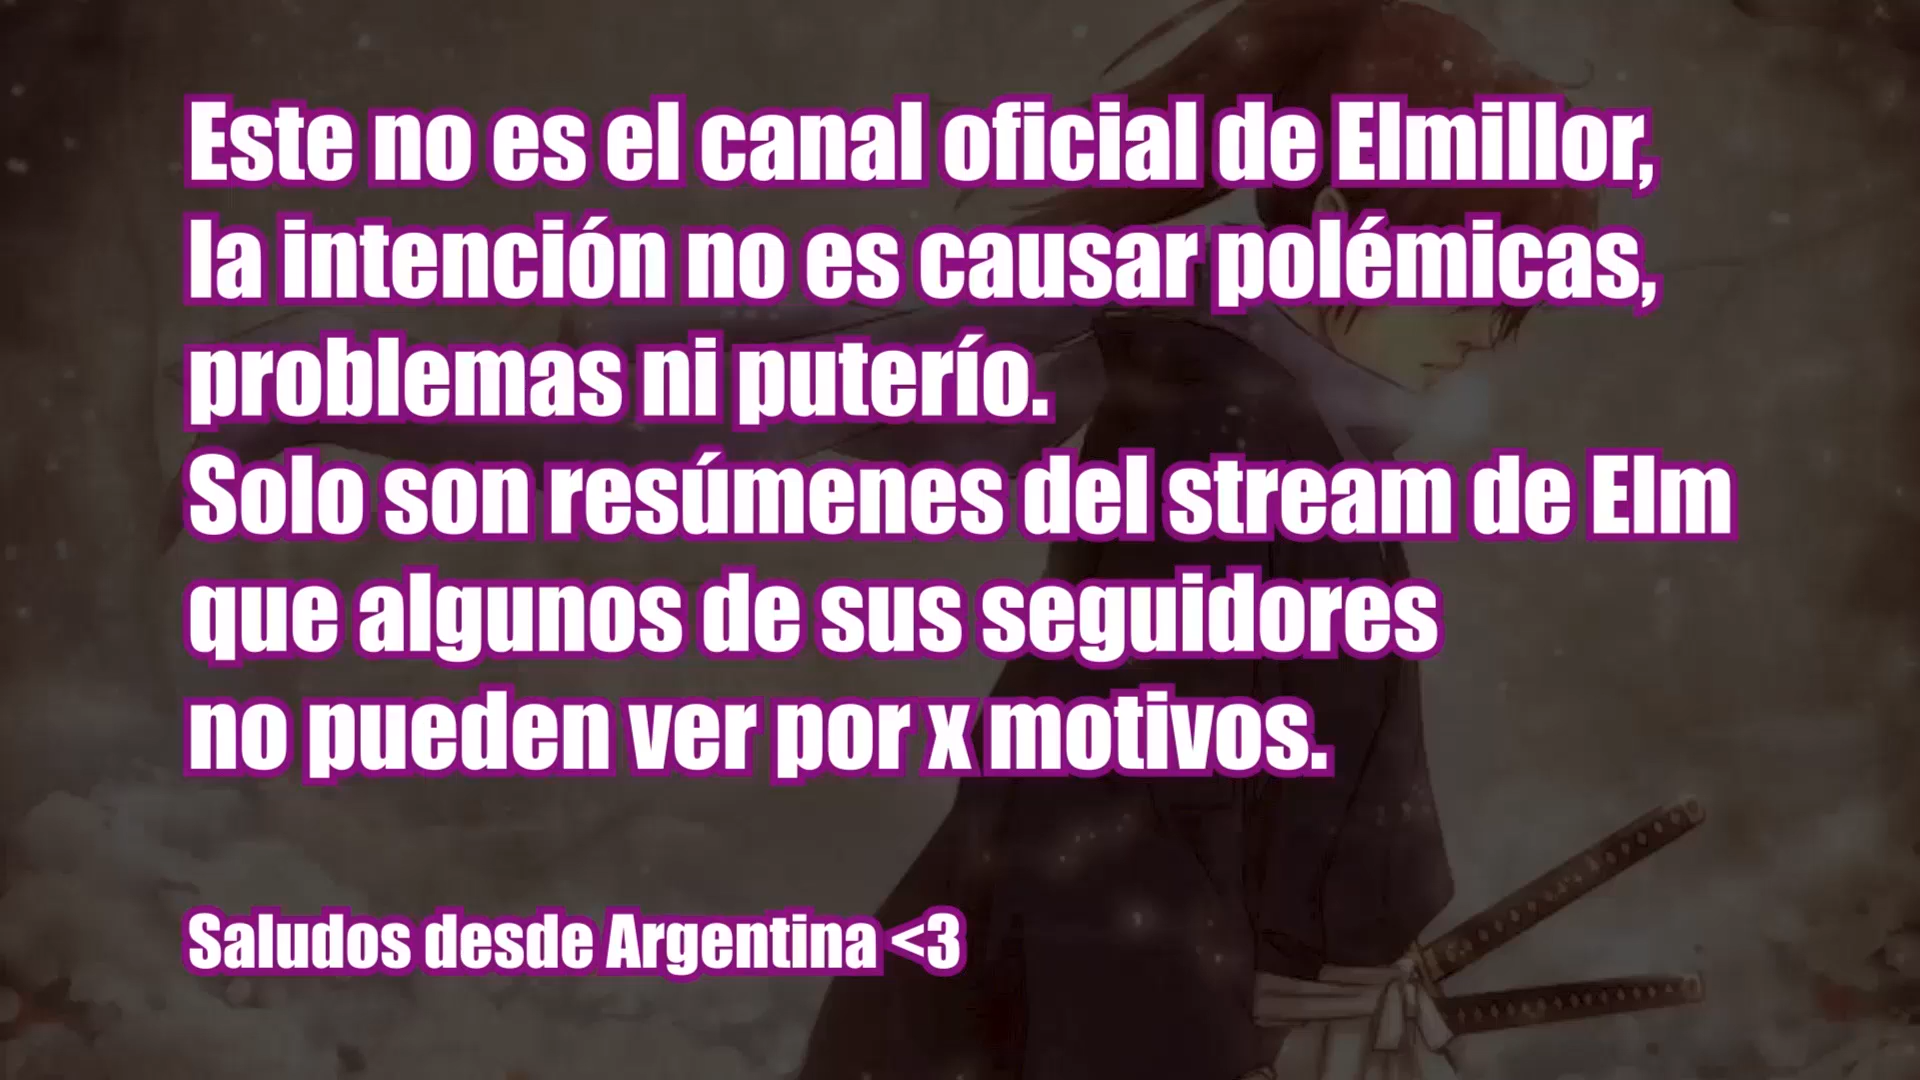 Este no es el canal oficial de Elmillor,
la intención no es causar polémicas,
problemas ni puterío.
Solo son resúmenes del stream de Elm
que algunos de sus seguidores
no pueden ver por x motivos.
Saludos desde Argentina <3